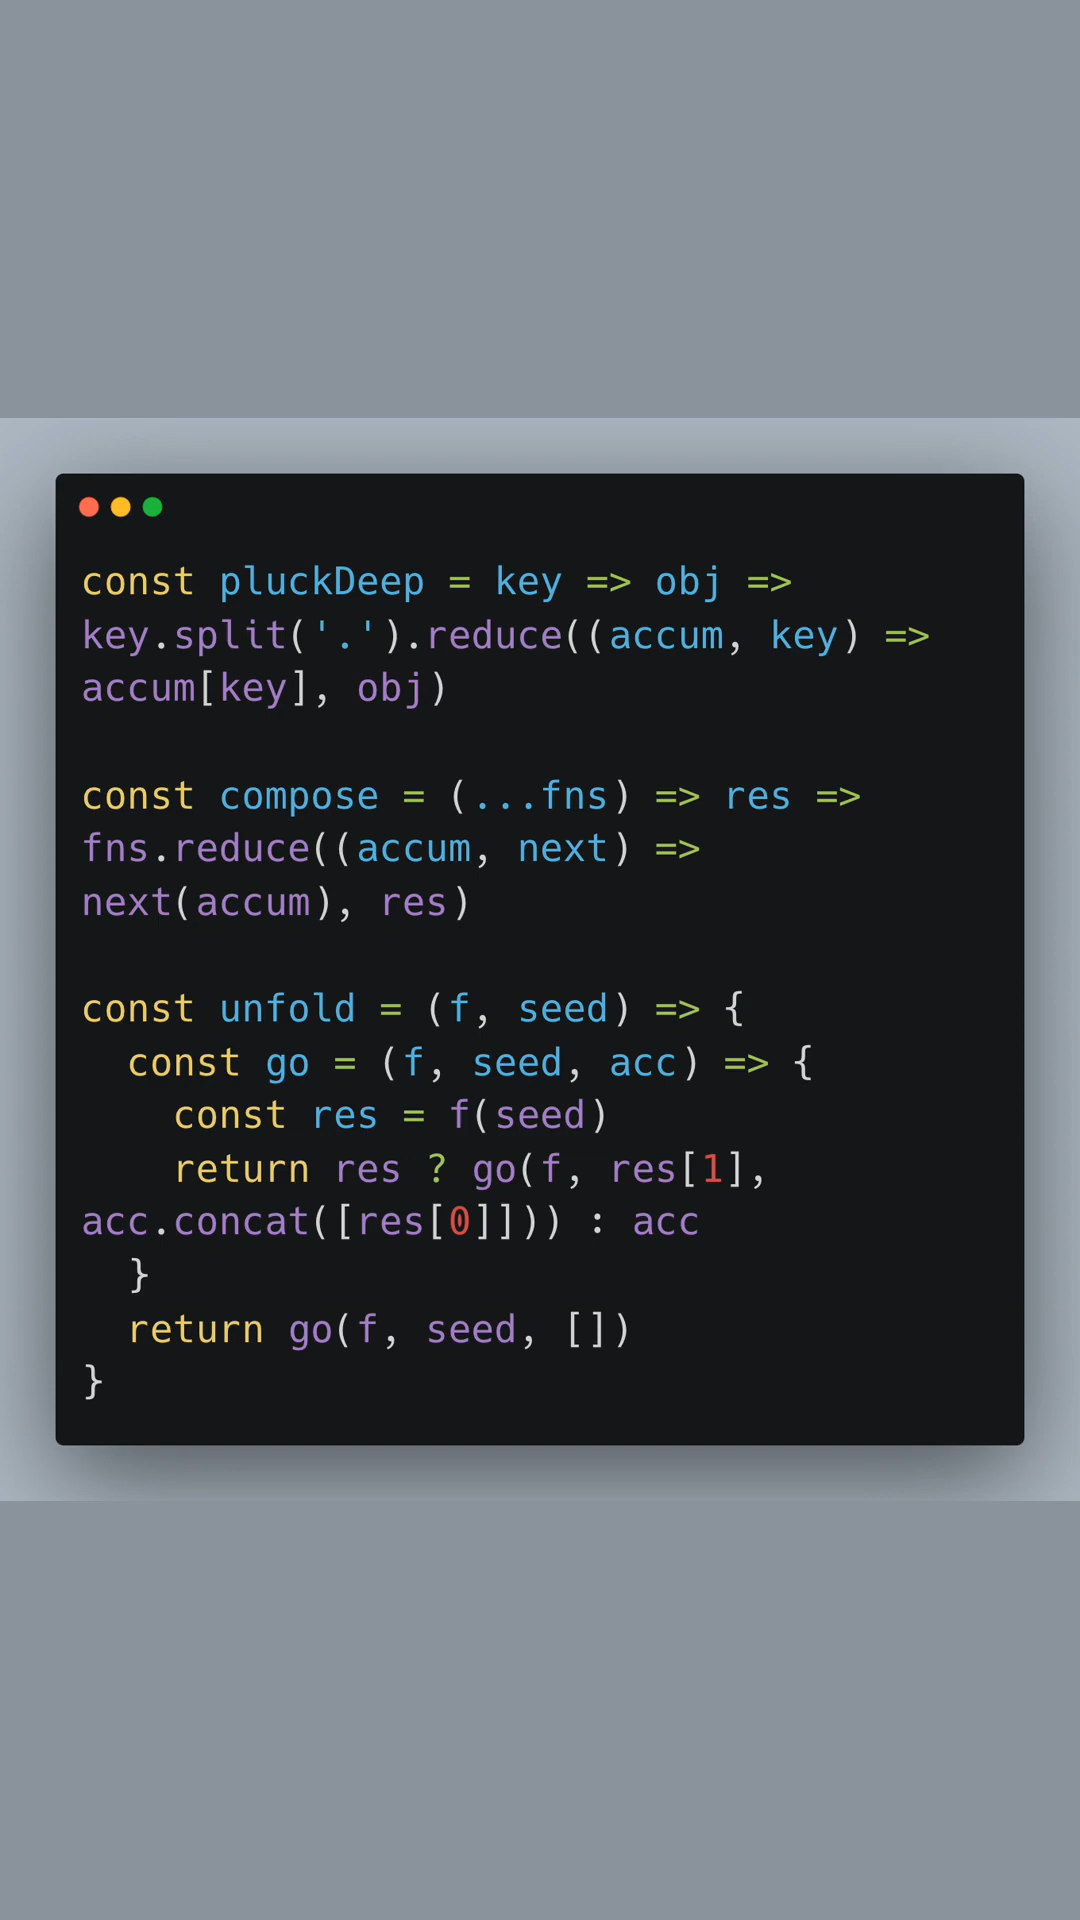 const pluckDeep = key => obj =>
key.split('.').reduce((accum, key) =>
accum[key], obj)

const compose = (...fns) => res =>
fns.reduce((accum, next) =>
next(accum), res)

const unfold = (f, seed) => {
  const go = (f, seed, acc) => {
    const res = f(seed)
    return res ? go(f, res[1],
acc.concat([res[0]])) : acc
  }
  return go(f, seed, [])
}